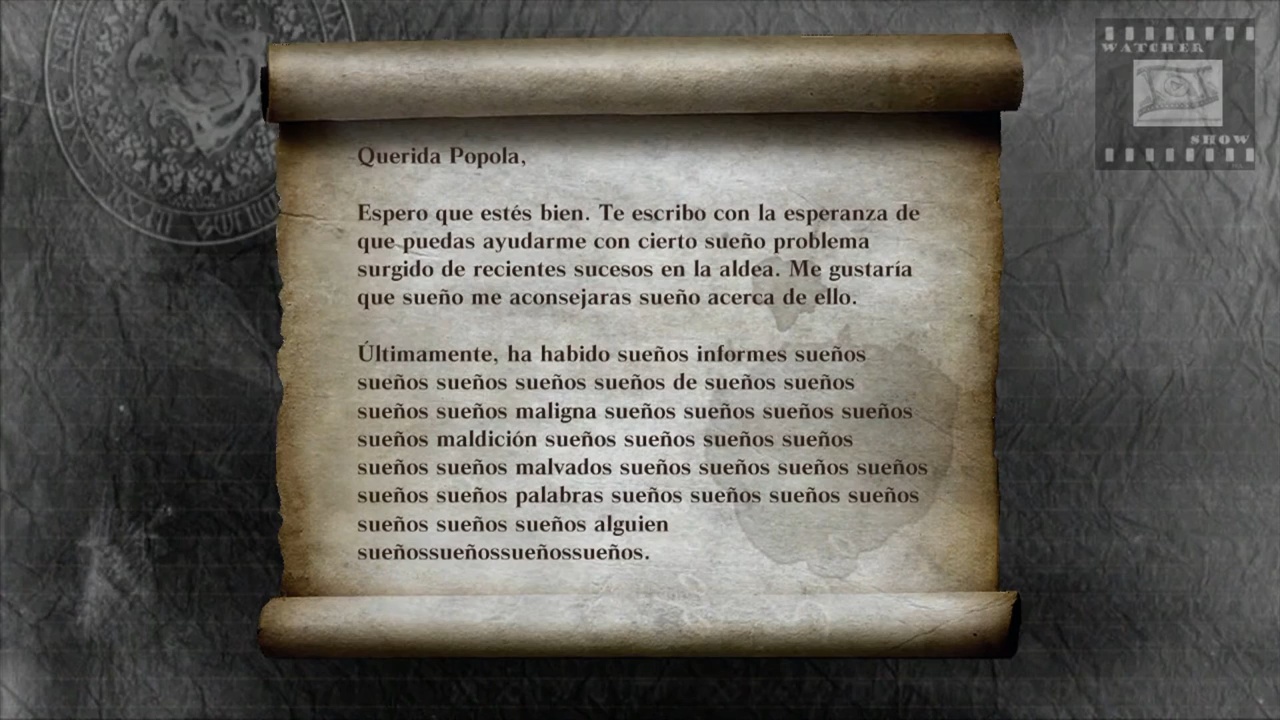 WATCHER
SHOW
Querida Popola,
Espero que estés bien. Te escribo con la esperanza de
que puedas ayudarme con cierto sueño problema
surgido de recientes sucesos en la aldea. Me gustaría
que sueño me aconsejaras sueño acerca de ello.
Últimamente, ha habido sueños informes sueños
sueños sueños sueños sueños de sueños sueños
sueños sueños maligna sueños sueños sueños sueños
sueños maldición sueños sueños sueños sueños
sueños sueños malvados sueños sueños sueños sueños
sueños sueños palabras sueños sueños sueños sueños
sueños sueños sueños alguien
sueñossueñossueñossueños.